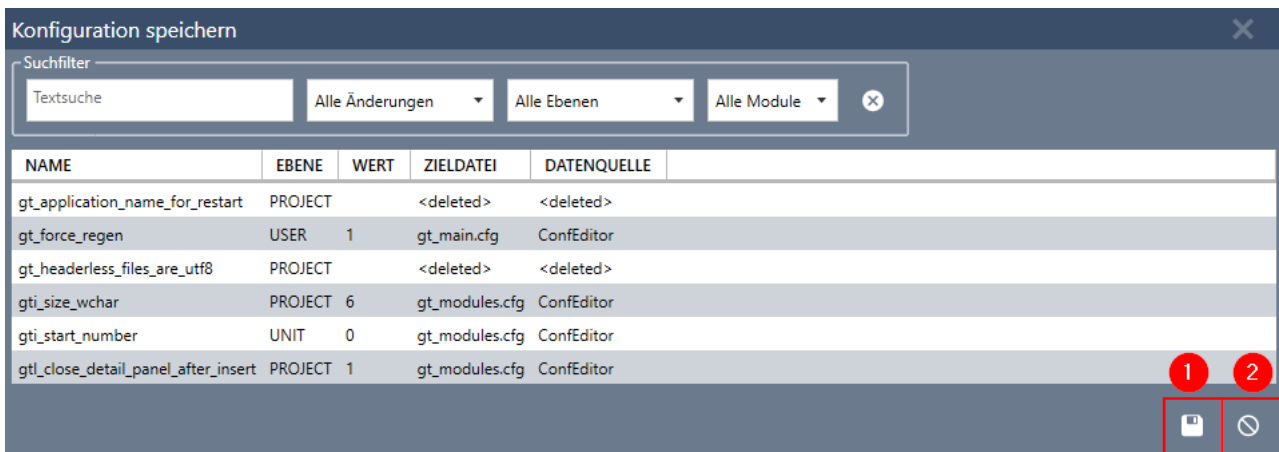 Konfiguration speichern
Suchfilter
Textsuche Alle Änderungen Alle Ebenen Alle Module
NAME EBENE WERT ZIELDATEI DATENQUELLE
gt_application_name_for_restart PROJECT <deleted> <deleted>
gt_force_regen USER 1 gt_main.cfg ConfEditor
gt_headerless_files_are_utf8 PROJECT <deleted> <deleted>
gti_size_wchar PROJECT 6 gt_modules.cfg ConfEditor
gti_start_number UNIT 0 gt_modules.cfg ConfEditor
gtl_close_detail_panel_after_insert PROJECT 1 gt_modules.cfg ConfEditor
1 2